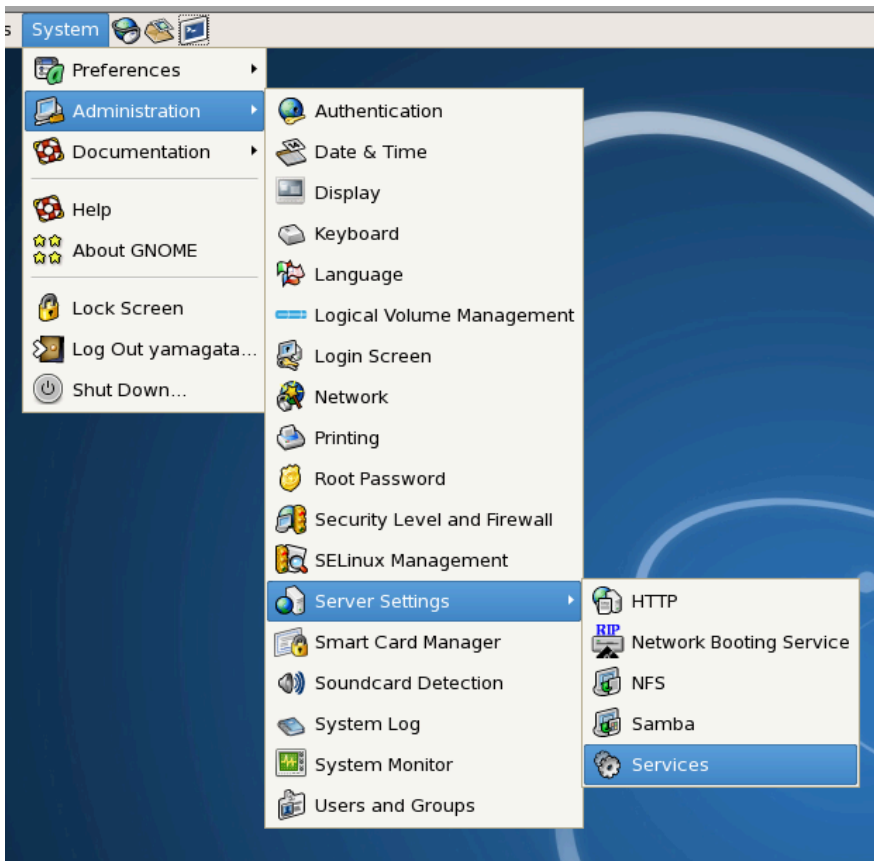 s System
Preferences
Administration
Documentation
Help
About GNOME
Lock Screen
Log Out yamagata...
Shut Down...
Authentication
Date & Time
Display
Keyboard
Language
Logical Volume Management
Login Screen
Network
Printing
Root Password
Security Level and Firewall
SELinux Management
Server Settings
Smart Card Manager
Soundcard Detection
System Log
System Monitor
Users and Groups
HTTP
RIP
Network Booting Service
NFS
Samba
Services